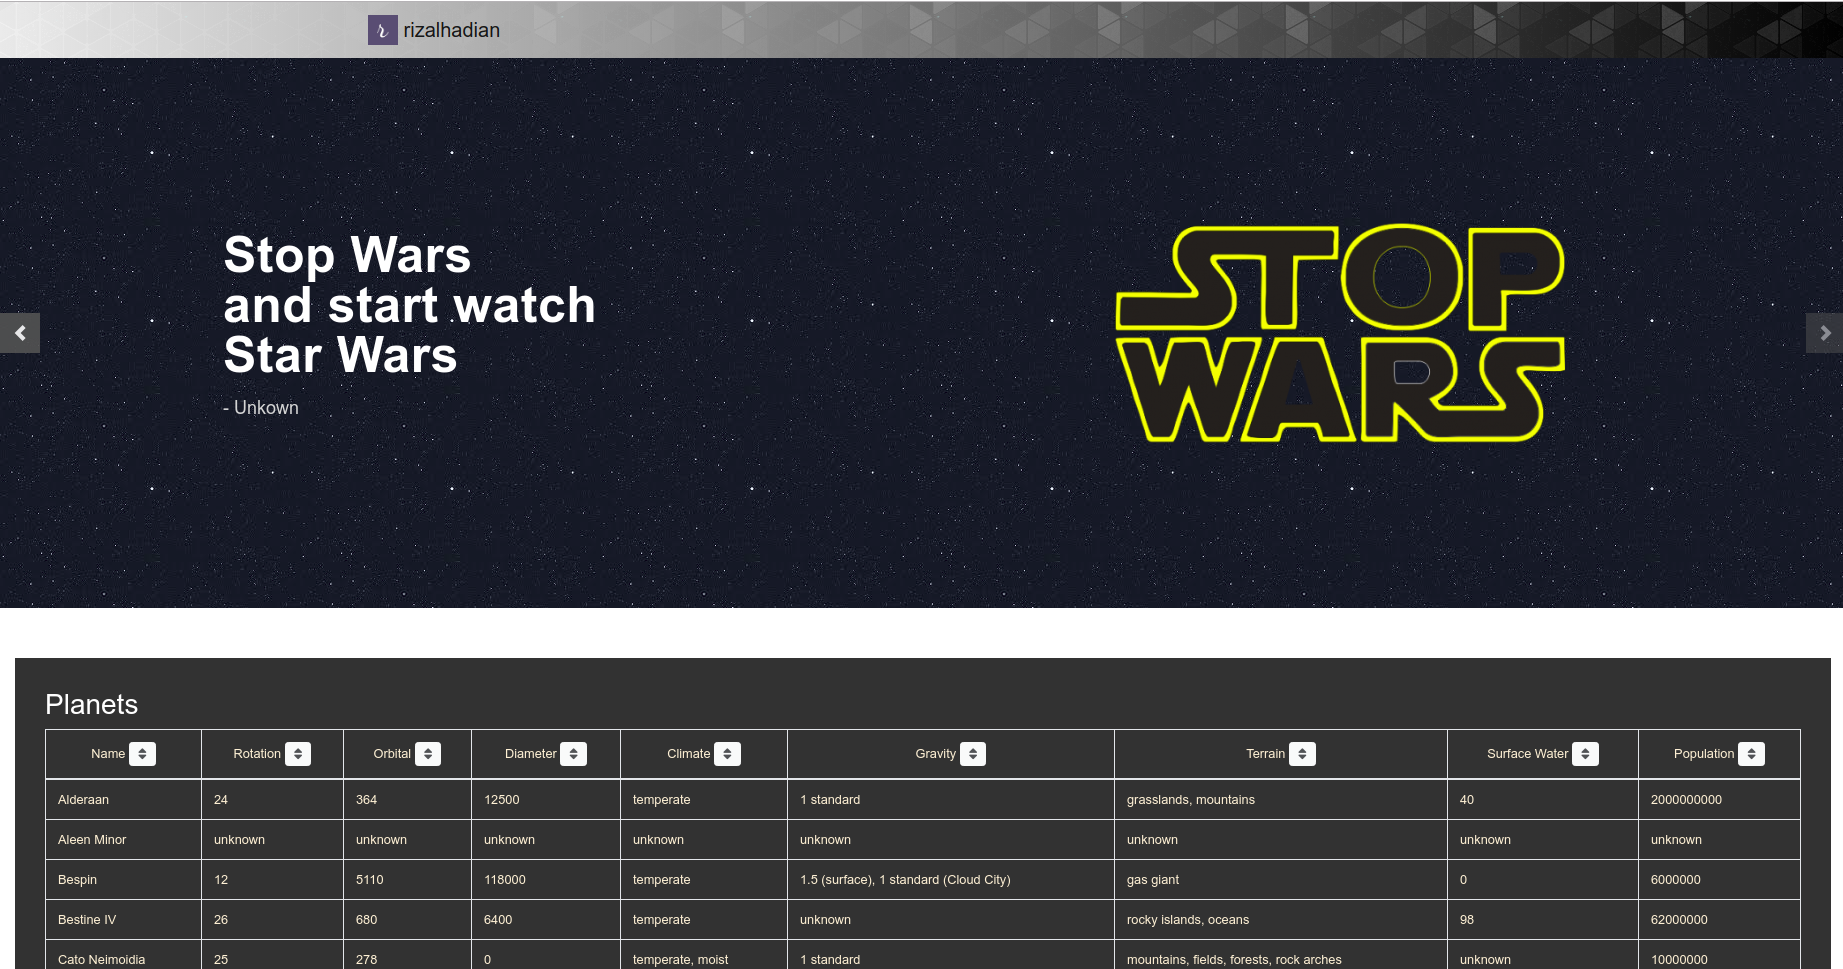 rizalhadian
Stop Wars
and start watch
Star Wars
- Unkown
STOP
WARS
Planets
Name Rotation Orbital Diameter Climate Gravity Terrain Surface Water Population
Alderaan 24 364 12500 temperate 1 standard grasslands, mountains 40 2000000000
Aleen Minor unknown unknown unknown unknown unknown unknown unknown unknown
Bespin 12 5110 118000 temperate 1.5 (surface), 1 standard (Cloud City) gas giant 0 6000000
Bestine IV 26 680 6400 temperate unknown rocky islands, oceans 98 62000000
Cato Neimoidia 25 278 0 temperate, moist 1 standard mountains, fields, forests, rock arches unknown 10000000